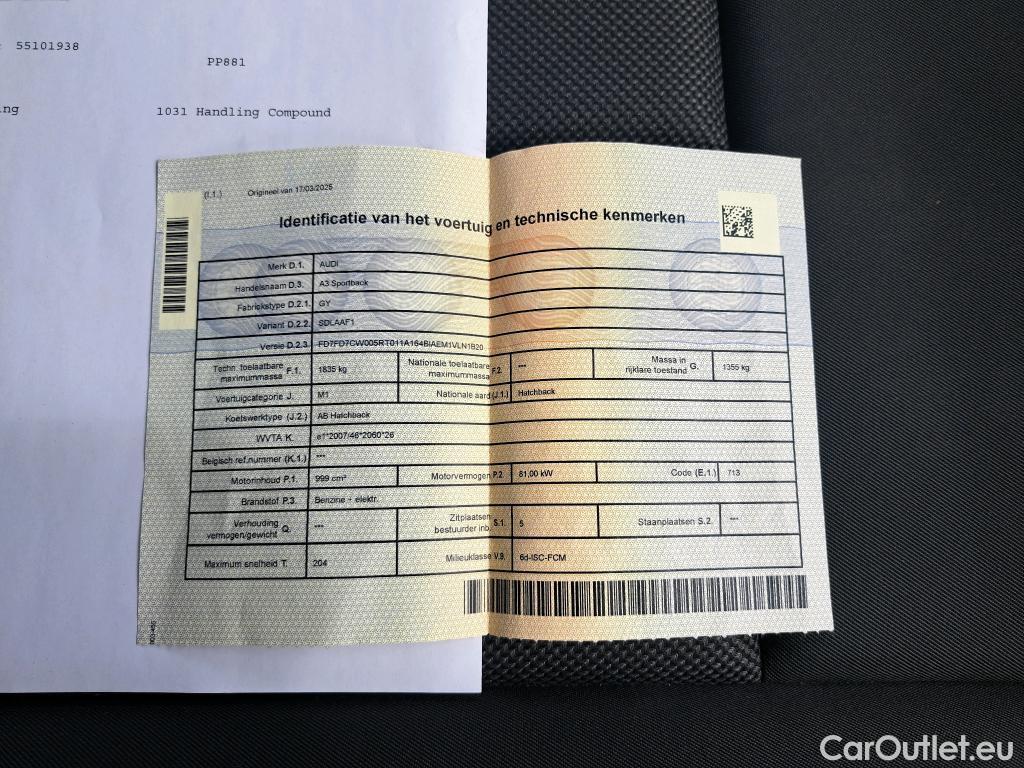 : 55101938
PP881
ng
1031 Handling Compound
(I.1.) Origineel van 17/03/2025
Identificatie van het voertuig en technische kenmerken
Merk D.1. AUDI
Handelsnaam D.3. A3 Sportback
Fabriekstype D.2.1. GY
Variant D.2.2. SDLAAF1
Versie D.2.3. FD7FD7CW005RT011A164BIAEM1VLN1B20
Techn. toelaatbare maximummassa F.1. 1835 kg Nationale toelaatbare maximummassa F.2. --- Massa in rijklare toestand G. 1355 kg
Voertuigcategorie J. M1 Nationale aard (J.1.) Hatchback
Koetswerktype (J.2.) AB Hatchback
WVTA K. e1*2007/46*2060*26
Belgisch ref.nummer (K.1.) ---
Motorinhoud P.1. 999 cm³ Motorvermogen P.2. 81,00 kW Code (E.1.) 713
Brandstof P.3. Benzine + elektr.
Verhouding vermogen/gewicht Q. --- Zitplaatsen bestuurder inb. S.1. 5 Staanplaatsen S.2. ---
Maximum snelheid T. 204 Milieuklasse V.9. 6d-ISC-FCM
CarOutlet.eu